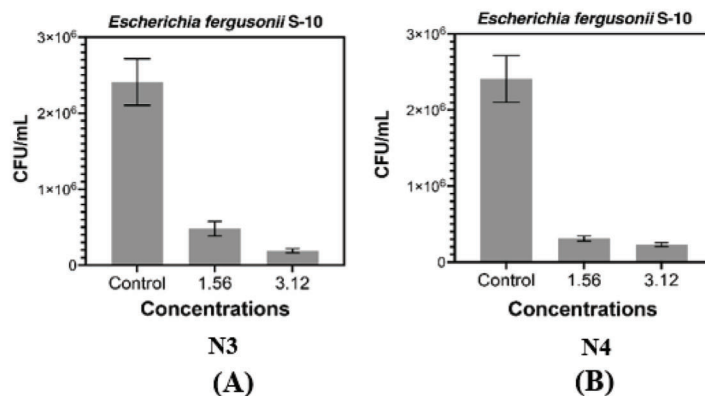 Escherichia fergusonii S-10
3×10⁶
2×10⁶
1×10⁶
0
CFU/mL
Control 1.56 3.12
Concentrations
N3
(A)
Escherichia fergusonii S-10
3×10⁶
2×10⁶
1×10⁶
0
CFU/mL
Control 1.56 3.12
Concentrations
N4
(B)